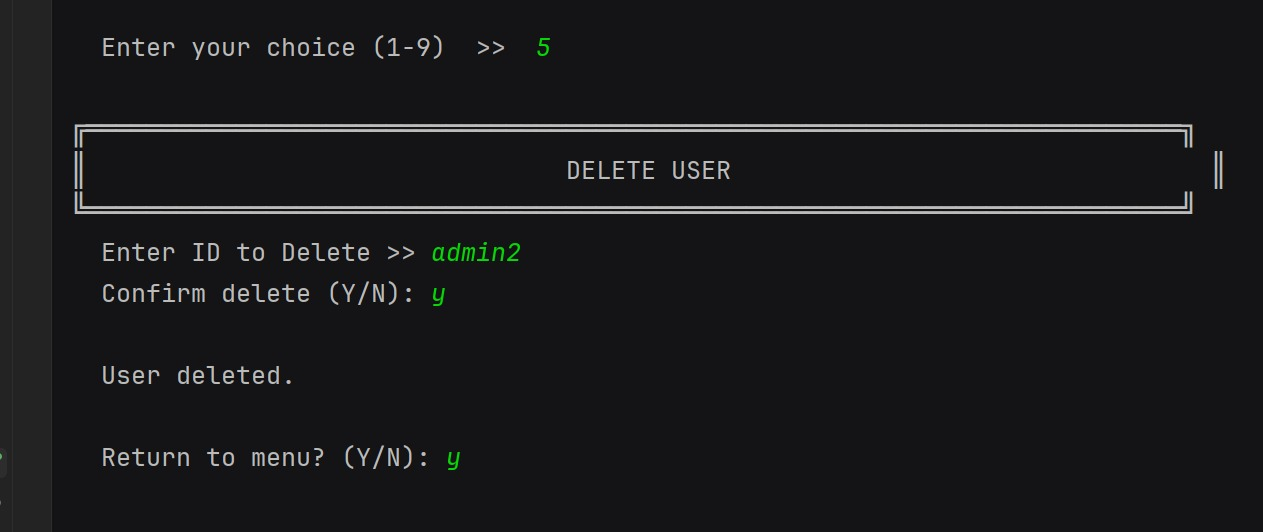 Enter your choice (1-9)  >>  5
DELETE USER
Enter ID to Delete >> admin2
Confirm delete (Y/N): y
User deleted.
Return to menu? (Y/N): y